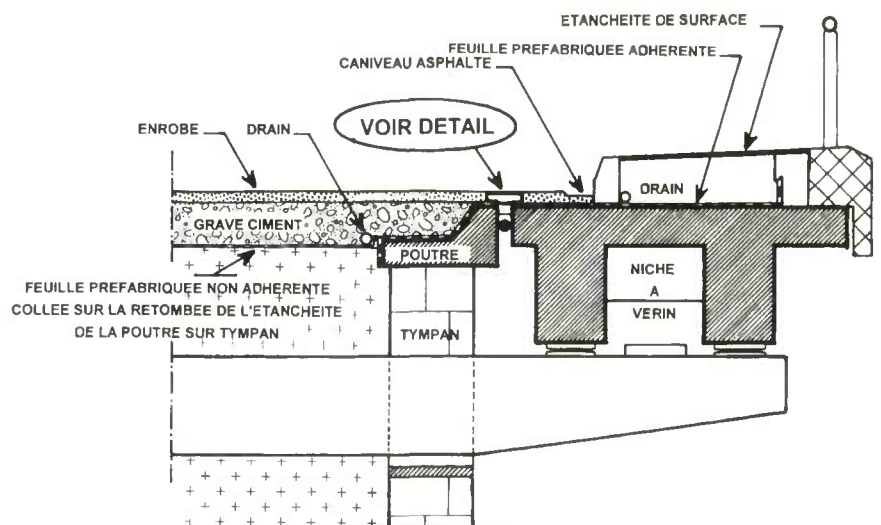 ETANCHEITE DE SURFACE
FEUILLE PREFABRIQUEE ADHERENTE
CANIVEAU ASPHALTE
ENROBE
DRAIN
VOIR DETAIL
DRAIN
GRAVE CIMENT
POUTRE
NICHE
A
VERIN
FEUILLE PREFABRIQUEE NON ADHERENTE
COLLEE SUR LA RETOMBEE DE L'ETANCHEITE
DE LA POUTRE SUR TYMPAN
TYMPAN